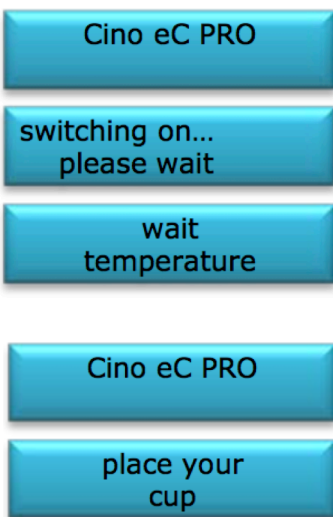 Cino eC PRO
switching on...
please wait
wait
temperature
Cino eC PRO
place your
cup